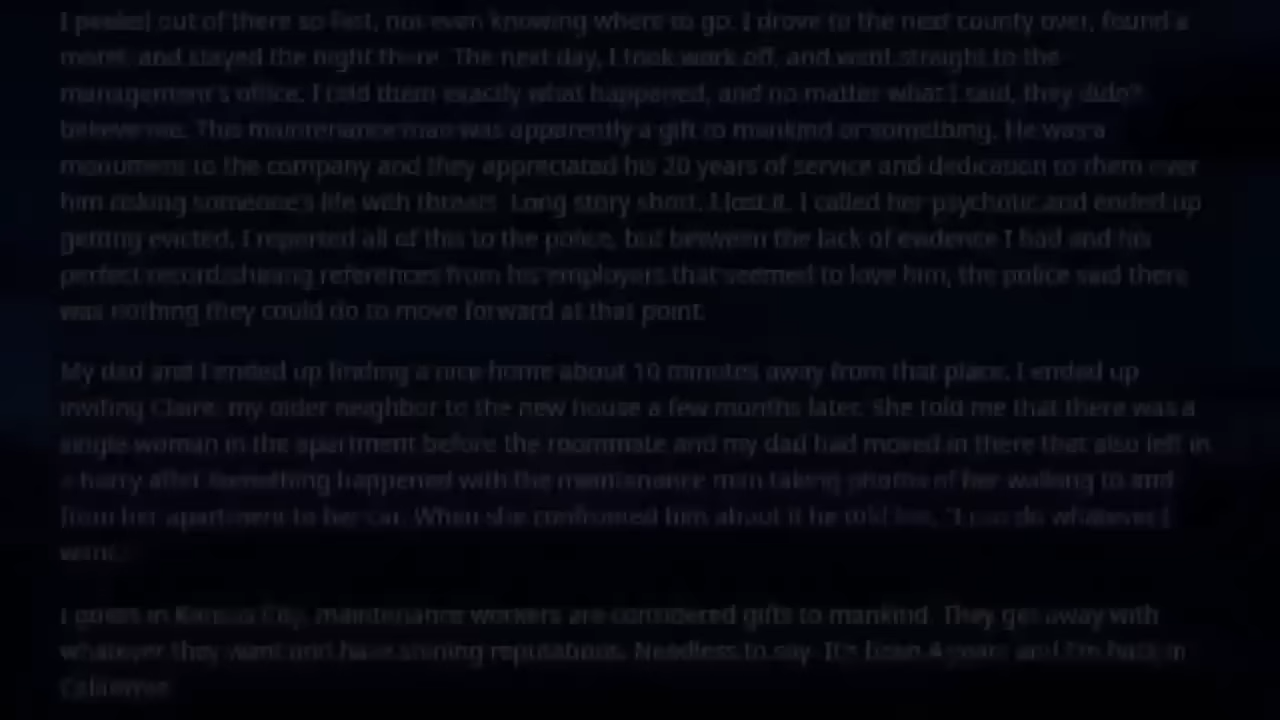 I peeled out of there so fast, not even knowing where to go. I drove to the next county over, found a
motel and stayed the night there. The next day, I took work off, and went straight to the
management's office. I told them exactly what happened, and no matter what I said, they didn't
believe me. This maintenance man was apparently a gift to mankind or something. He was a
monument to the company and they appreciated his 20 years of service and dedication to them over
him risking someone's life with threats. Long story short, I lost it. I called her psychotic and ended up
getting evicted. I reported all of this to the police, but between the lack of evidence I had and his
perfect record shining references from his employers that seemed to love him, the police said there
was nothing they could do to move forward at that point.
My dad and I ended up finding a nice home about 10 minutes away from that place. I ended up
inviting Claire, my older neighbor to the new house a few months later. She told me that there was a
single woman in the apartment before the roommate and my dad had moved in there that also left in
a hurry after something happened with the maintenance man taking photos of her walking to and
from her apartment to her car. When she confronted him about it he told her, "I can do whatever I
want."
I guess in Kansas City, maintenance workers are considered gifts to mankind. They get away with
whatever they want and have shining reputations. Needless to say. It's been 4 years and I'm back in
California.